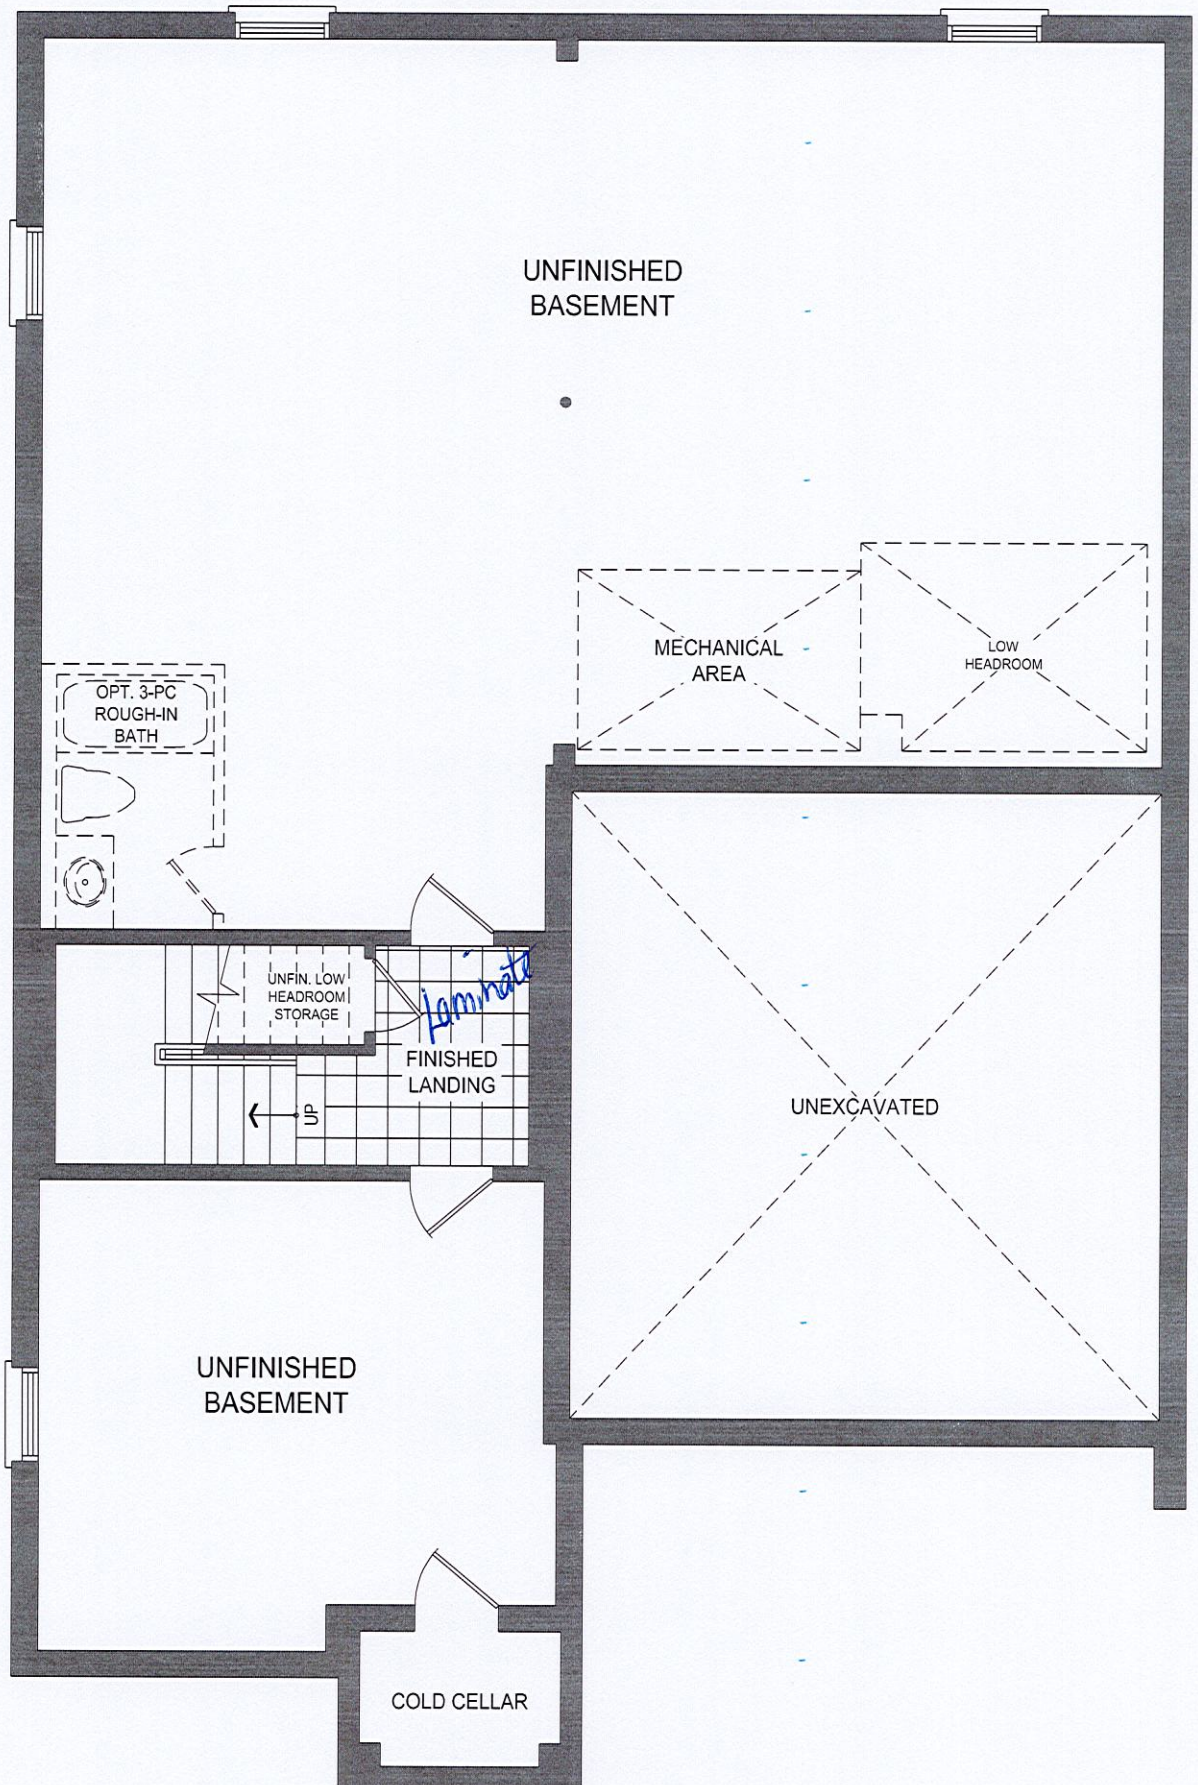 UNFINISHED
BASEMENT
MECHANICAL
AREA
LOW
HEADROOM
OPT. 3-PC
ROUGH-IN
BATH
UNFIN. LOW
HEADROOM
STORAGE
Laminate
FINISHED
LANDING
UP
UNEXCAVATED
UNFINISHED
BASEMENT
COLD CELLAR